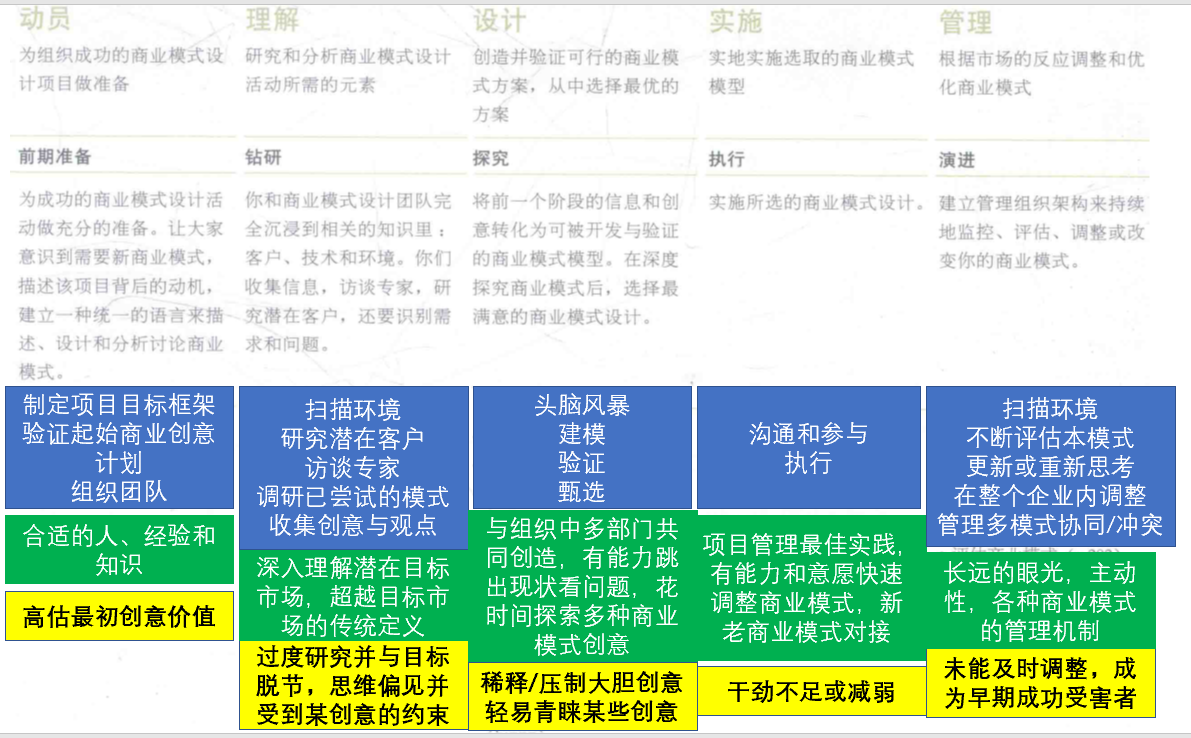 动员
为组织成功的商业模式设
计项目做准备
前期准备
为成功的商业模式设计活
动做充分的准备。让大家
意识到需要新商业模式，
描述该项目背后的动机，
建立一种统一的语言来描
述、设计和分析讨论商业
模式。
制定项目目标框架
验证起始商业创意
计划
组织团队
合适的人、经验和
知识
高估最初创意价值
理解
研究和分析商业模式设计
活动所需的元素
钻研
你和商业模式设计团队完
全沉浸到相关的知识里：
客户、技术和环境。你们
收集信息，访谈专家，研
究潜在客户，还要识别需
求和问题。
扫描环境
研究潜在客户
访谈专家
调研已尝试的模式
收集创意与观点
深入理解潜在目标
市场，超越目标市
场的传统定义
过度研究并与目标
脱节，思维偏见并
受到某创意的约束
设计
创造并验证可行的商业模
式方案，从中选择最优的
方案
探究
将前一个阶段的信息和创
意转化为可被开发与验证
的商业模式模型。在深度
探究商业模式后，选择最
满意的商业模式设计。
头脑风暴
建模
验证
甄选
与组织中多部门共
同创造，有能力跳
出现状看问题，花
时间探索多种商业
模式创意
稀释/压制大胆创意
轻易青睐某些创意
实施
实地实施选取的商业模式
模型
执行
实施所选的商业模式设计。
沟通和参与
执行
项目管理最佳实践，
有能力和意愿快速
调整商业模式，新
老商业模式对接
干劲不足或减弱
管理
根据市场的反应调整和优
化商业模式
演进
建立管理组织架构来持续
地监控、评估、调整或改
变你的商业模式。
扫描环境
不断评估本模式
更新或重新思考
在整个企业内调整
管理多模式协同/冲突
长远的眼光，主动
性，各种商业模式
的管理机制
未能及时调整，成
为早期成功受害者